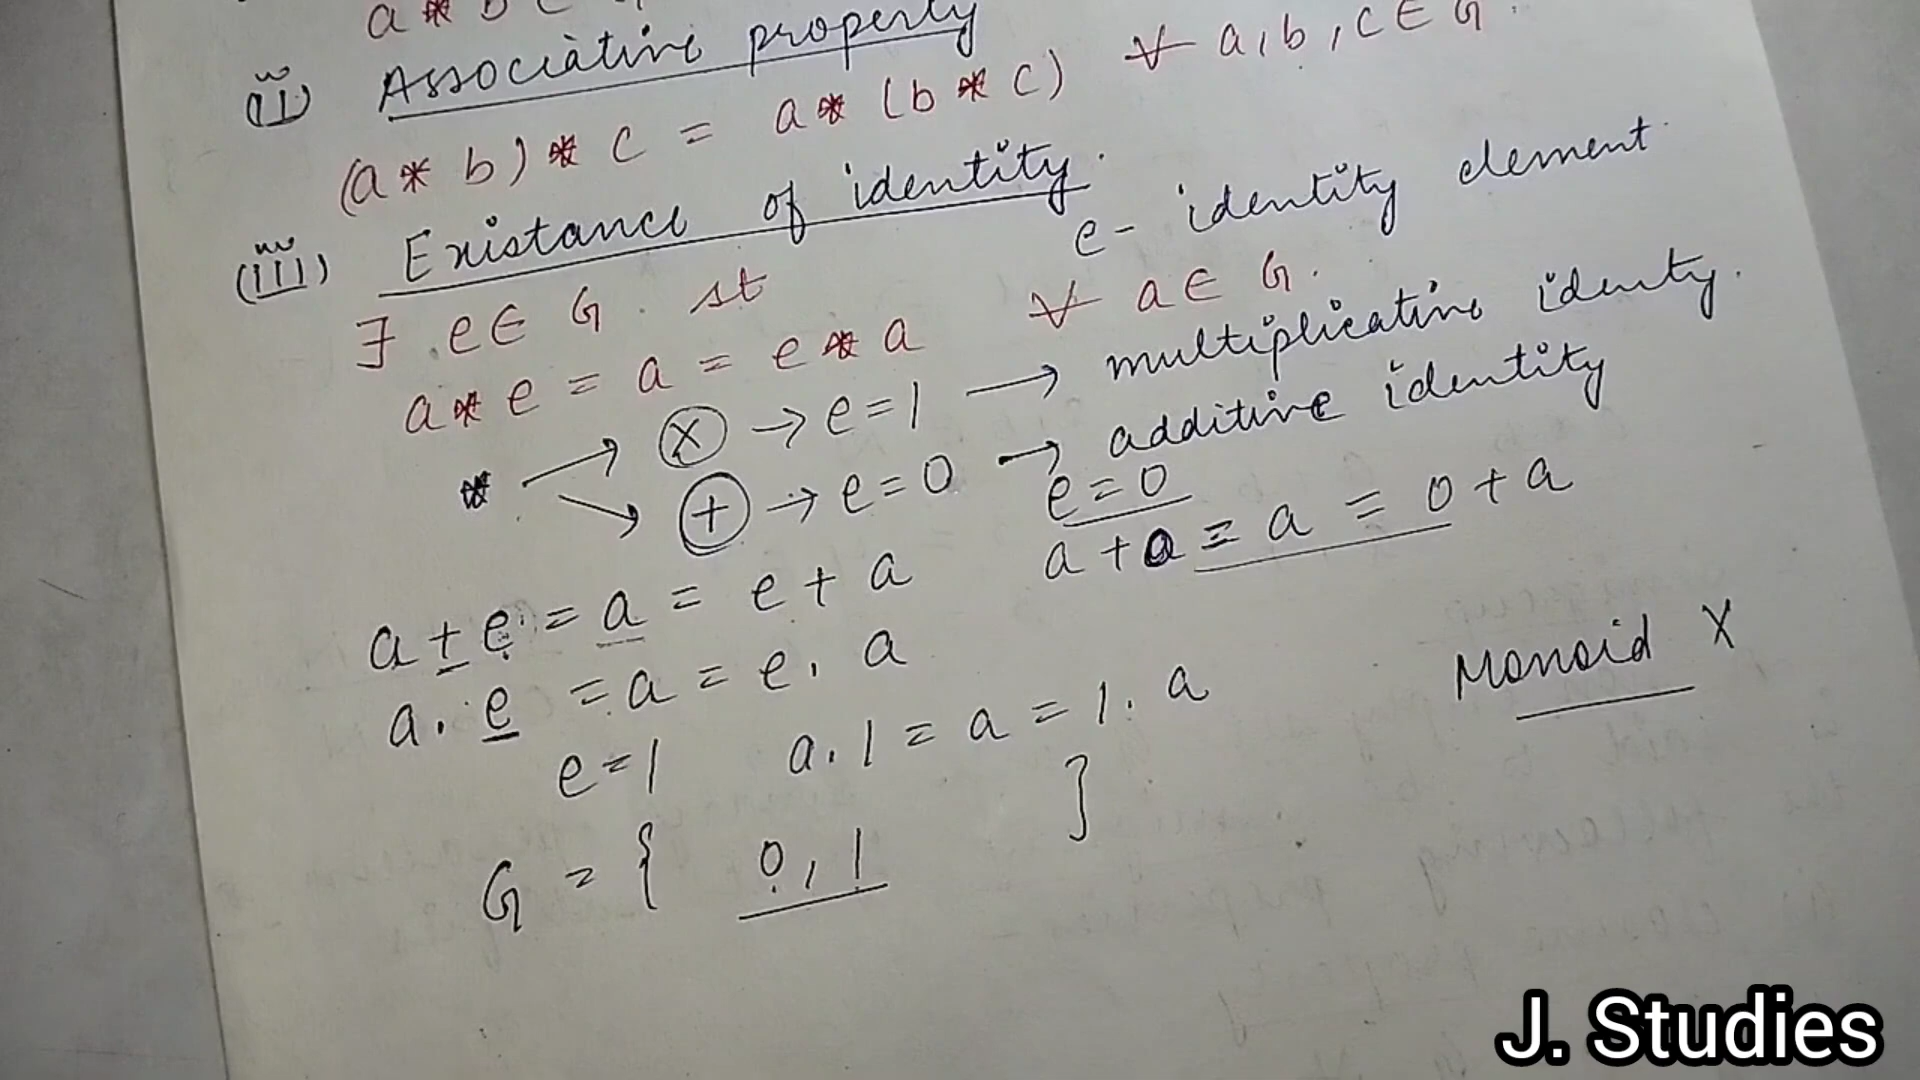 a * b
(ii) Associative property
(a * b) * c = a * (b * c) ∀ a, b, c ∈ G.
(iii) Existance of identity.
e - identity element.
∃ e ∈ G. st
a * e = a = e * a ∀ a ∈ G.
* → × → e = 1 → multiplicative identy.
→ + → e = 0 → additive identity
e = 0
a + e = a = e + a
a + 0 = a = 0 + a
a . e = a = e . a
Monoid X
e = 1 a . 1 = a = 1 . a
G = { 0, 1 }
J. Studies